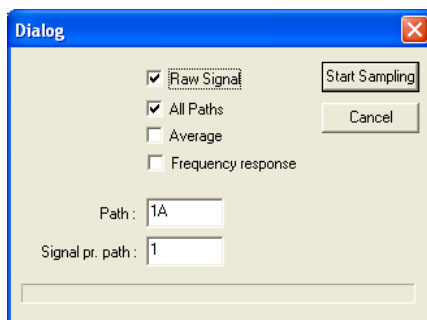 Dialog
Raw Signal
Start Sampling
All Paths
Cancel
Average
Frequency response
Path : 1A
Signal pr. path : 1